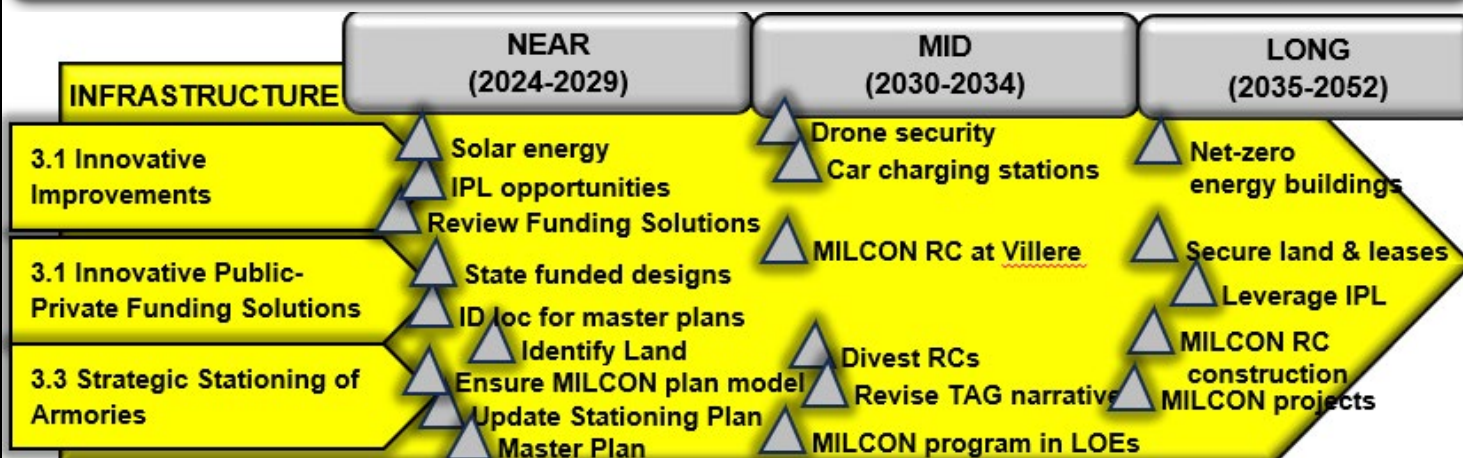 NEAR
(2024-2029)
MID
(2030-2034)
LONG
(2035-2052)
INFRASTRUCTURE
3.1 Innovative
Improvements
Solar energy
IPL opportunities
Review Funding Solutions
Drone security
Car charging stations
Net-zero
energy buildings
3.1 Innovative Public-
Private Funding Solutions
State funded designs
ID loc for master plans
Identify Land
MILCON RC at Villere
Secure land & leases
Leverage IPL
3.3 Strategic Stationing of
Armories
Ensure MILCON plan model
Update Stationing Plan
Master Plan
Divest RCs
Revise TAG narrative
MILCON program in LOEs
MILCON RC
construction
MILCON projects